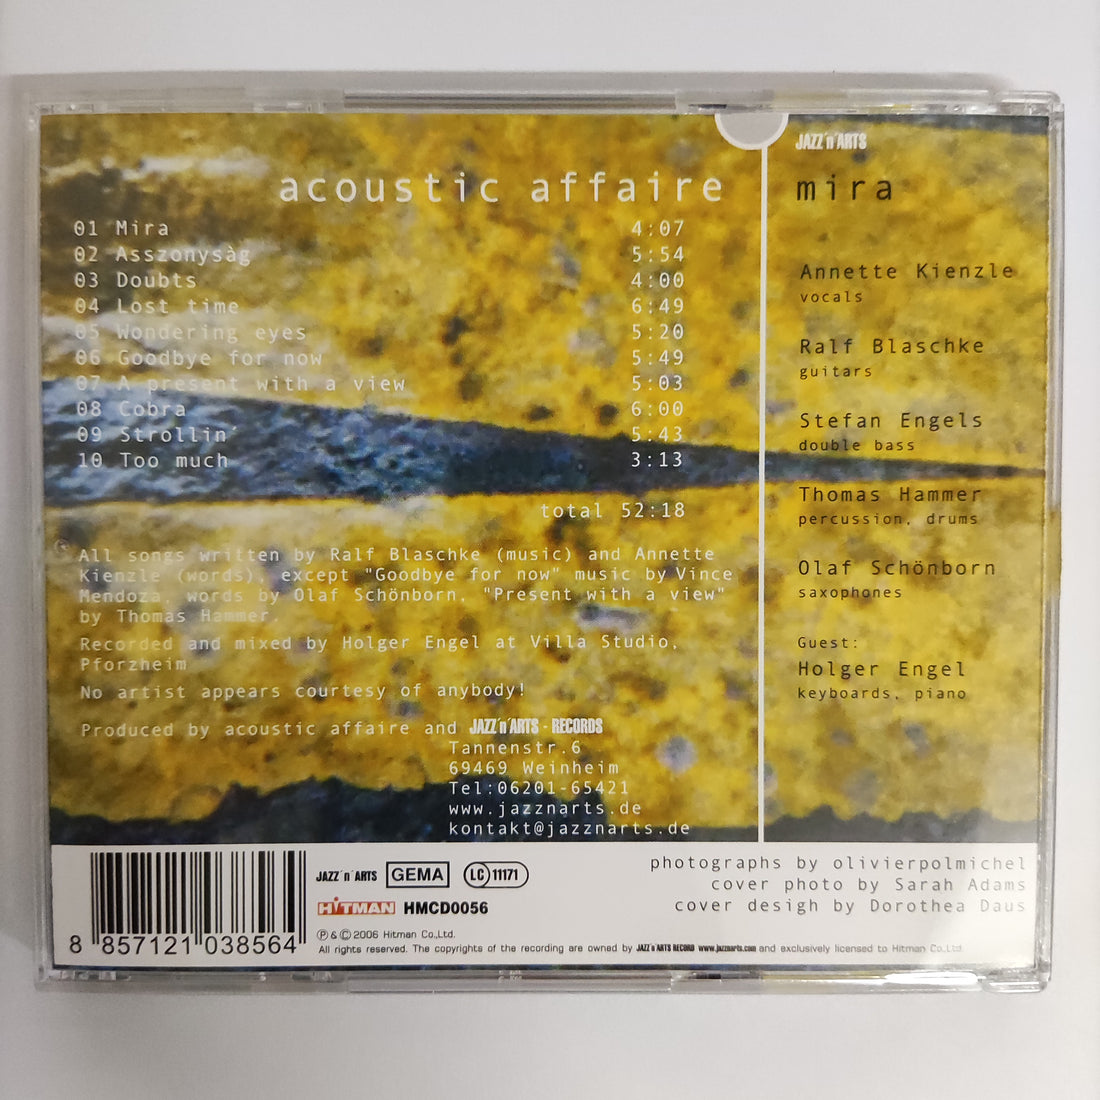 acoustic affaire
01 Mira 4:07
02 Asszonysàg 5:54
03 Doubts 4:00
04 Lost time 6:49
05 Wondering eyes 5:20
06 Goodbye for now 5:49
07 A present with a view 5:03
08 Cobra 6:00
09 Strollin´ 5:43
10 Too much 3:13
total 52:18
All songs written by Ralf Blaschke (music) and Annette
Kienzle (words), except "Goodbye for now" music by Vince
Mendoza, words by Olaf Schönborn, "Present with a view"
by Thomas Hammer.
Recorded and mixed by Holger Engel at Villa Studio,
Pforzheim
No artist appears courtesy of anybody!
Produced by acoustic affaire and JAZZ´n´ARTS - RECORDS
Tannenstr.6
69469 Weinheim
Tel:06201-65421
www.jazznarts.de
kontakt@jazznarts.de
JAZZ´n´ARTS
mira
Annette Kienzle
vocals
Ralf Blaschke
guitars
Stefan Engels
double bass
Thomas Hammer
percussion, drums
Olaf Schönborn
saxophones
Guest:
Holger Engel
keyboards, piano
8 857121 038564
JAZZ´n´ARTS GEMA LC 11171
HITMAN HMCD0056
℗ & © 2006 Hitman Co.,Ltd.
All rights reserved. The copyrights of the recording are owned by JAZZ´n´ARTS RECORD www.jazznarts.com and exclusively licensed to Hitman Co.,Ltd.
photographs by olivierpolmichel
cover photo by Sarah Adams
cover desigh by Dorothea Daus